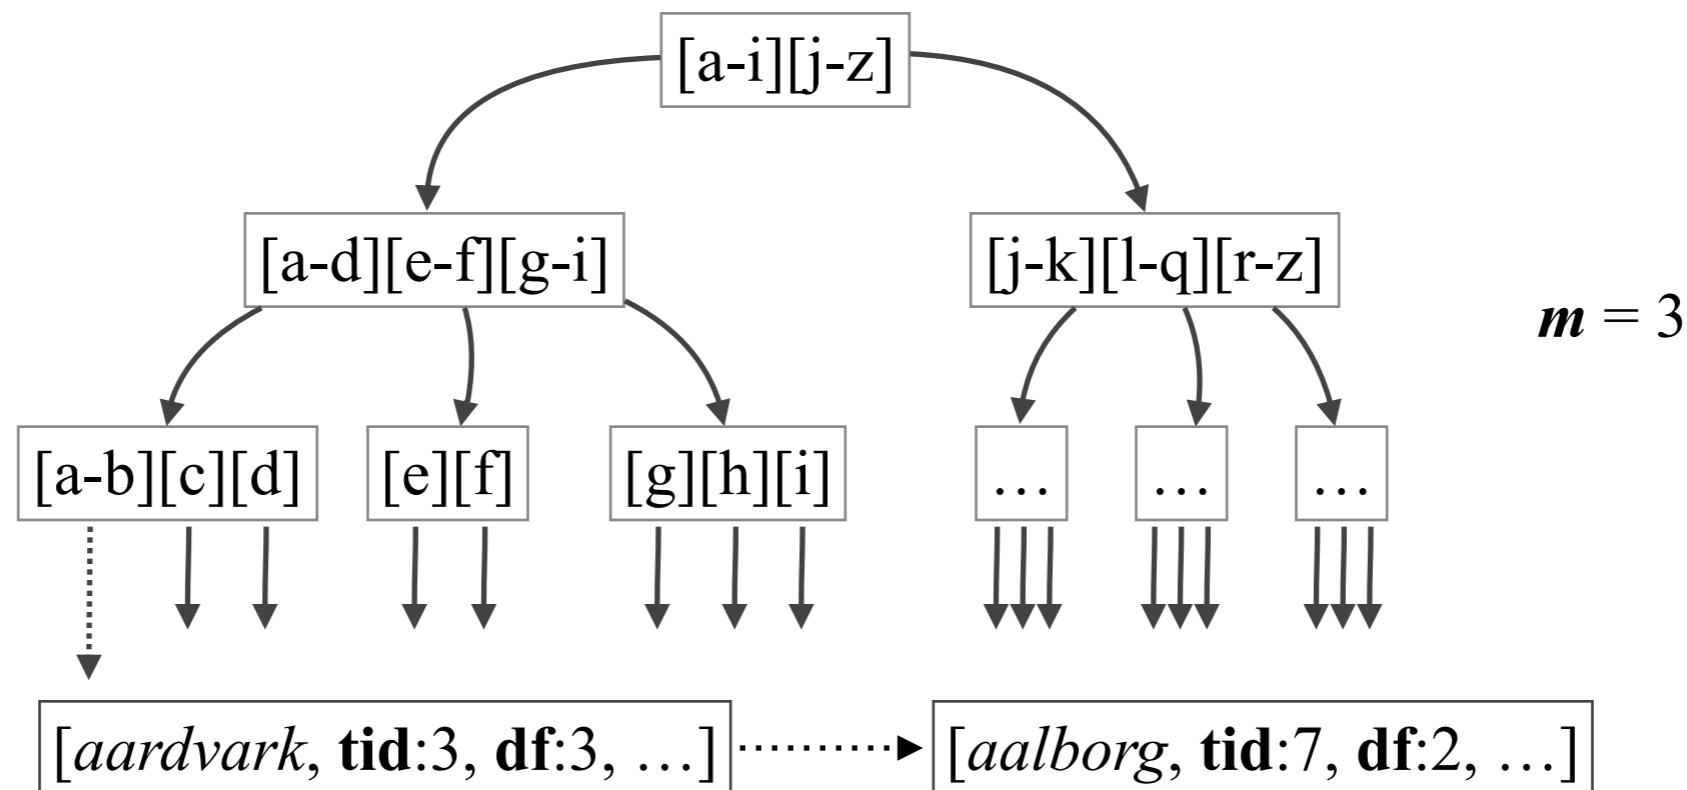 [a-i][j-z]
[a-d][e-f][g-i]
[j-k][l-q][r-z]
m = 3
[a-b][c][d]
[e][f]
[g][h][i]
…
…
…
[aardvark, tid:3, df:3, …]
[aalborg, tid:7, df:2, …]